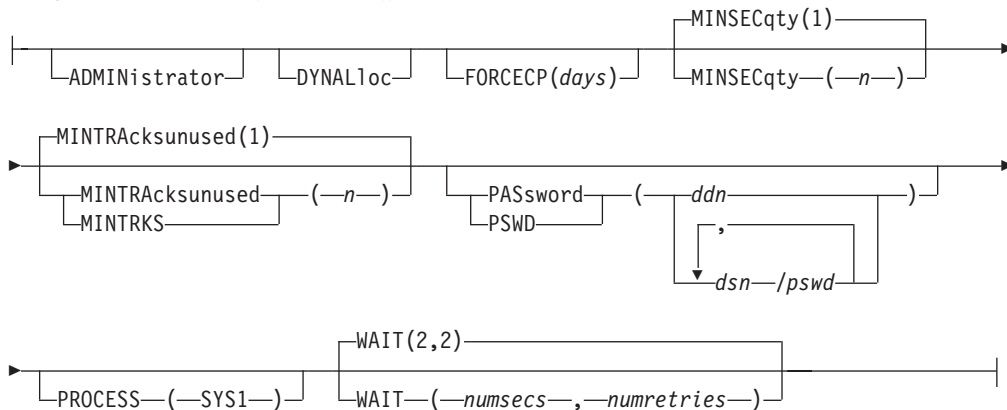 MINSECqty(1)
ADMINistrator DYNALloc FORCECP(days) MINSECqty ( n )
MINTRAcksunused(1)
MINTRAcksunused ( n ) PASsword ( ddn )
MINTRKS PSWD ,
dsn /pswd
WAIT(2,2)
PROCESS ( SYS1 ) WAIT ( numsecs , numretries )